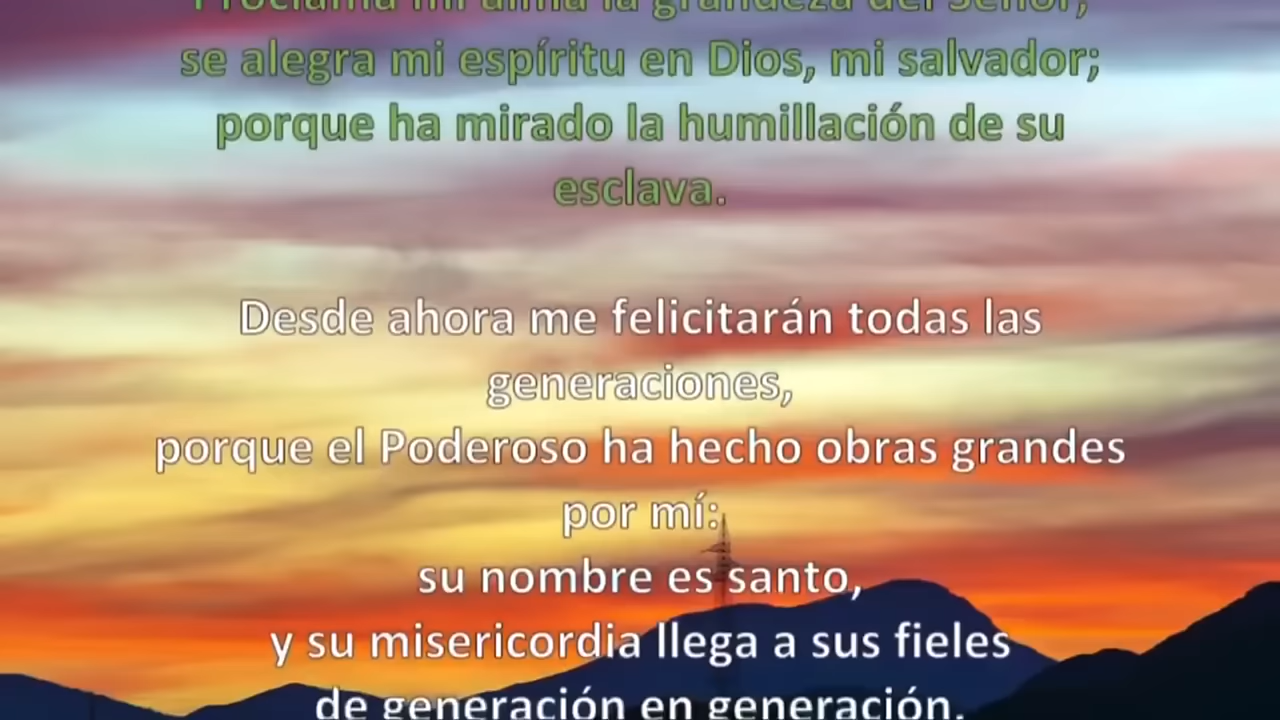 Proclama mi alma la grandeza del Señor,
se alegra mi espíritu en Dios, mi salvador;
porque ha mirado la humillación de su
esclava.
Desde ahora me felicitarán todas las
generaciones,
porque el Poderoso ha hecho obras grandes
por mí:
su nombre es santo,
y su misericordia llega a sus fieles
de generación en generación.